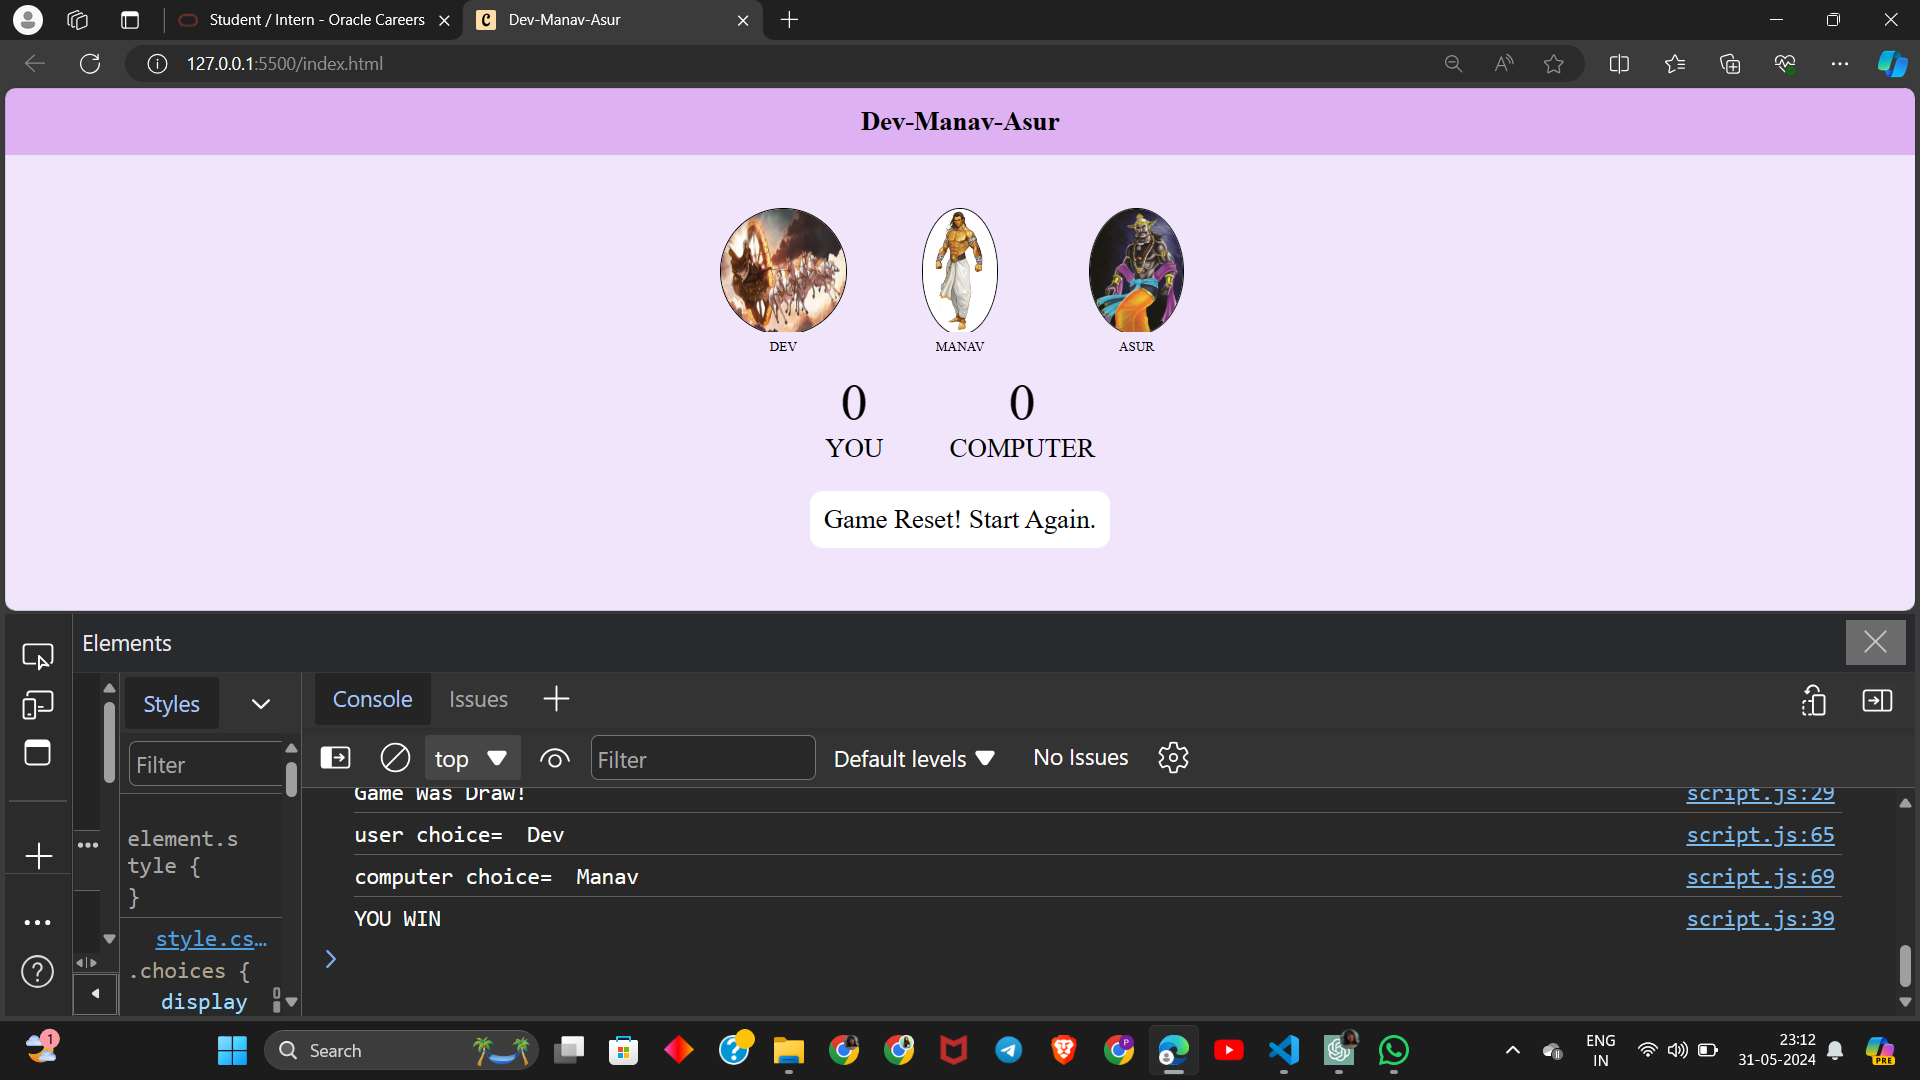 Student / Intern - Oracle Careers
Dev-Manav-Asur
127.0.0.1:5500/index.html
Dev-Manav-Asur
DEV
MANAV
ASUR
0
0
YOU
COMPUTER
Game Reset! Start Again.
Elements
Styles
Console
Issues
Filter
top
Filter
Default levels
No Issues
Game Was Draw!
script.js:29
user choice= Dev
script.js:65
computer choice= Manav
script.js:69
YOU WIN
script.js:39
element.s
tyle {
}
style.cs…
.choices {
display
1
Search
ENG
IN
23:12
31-05-2024
PRE